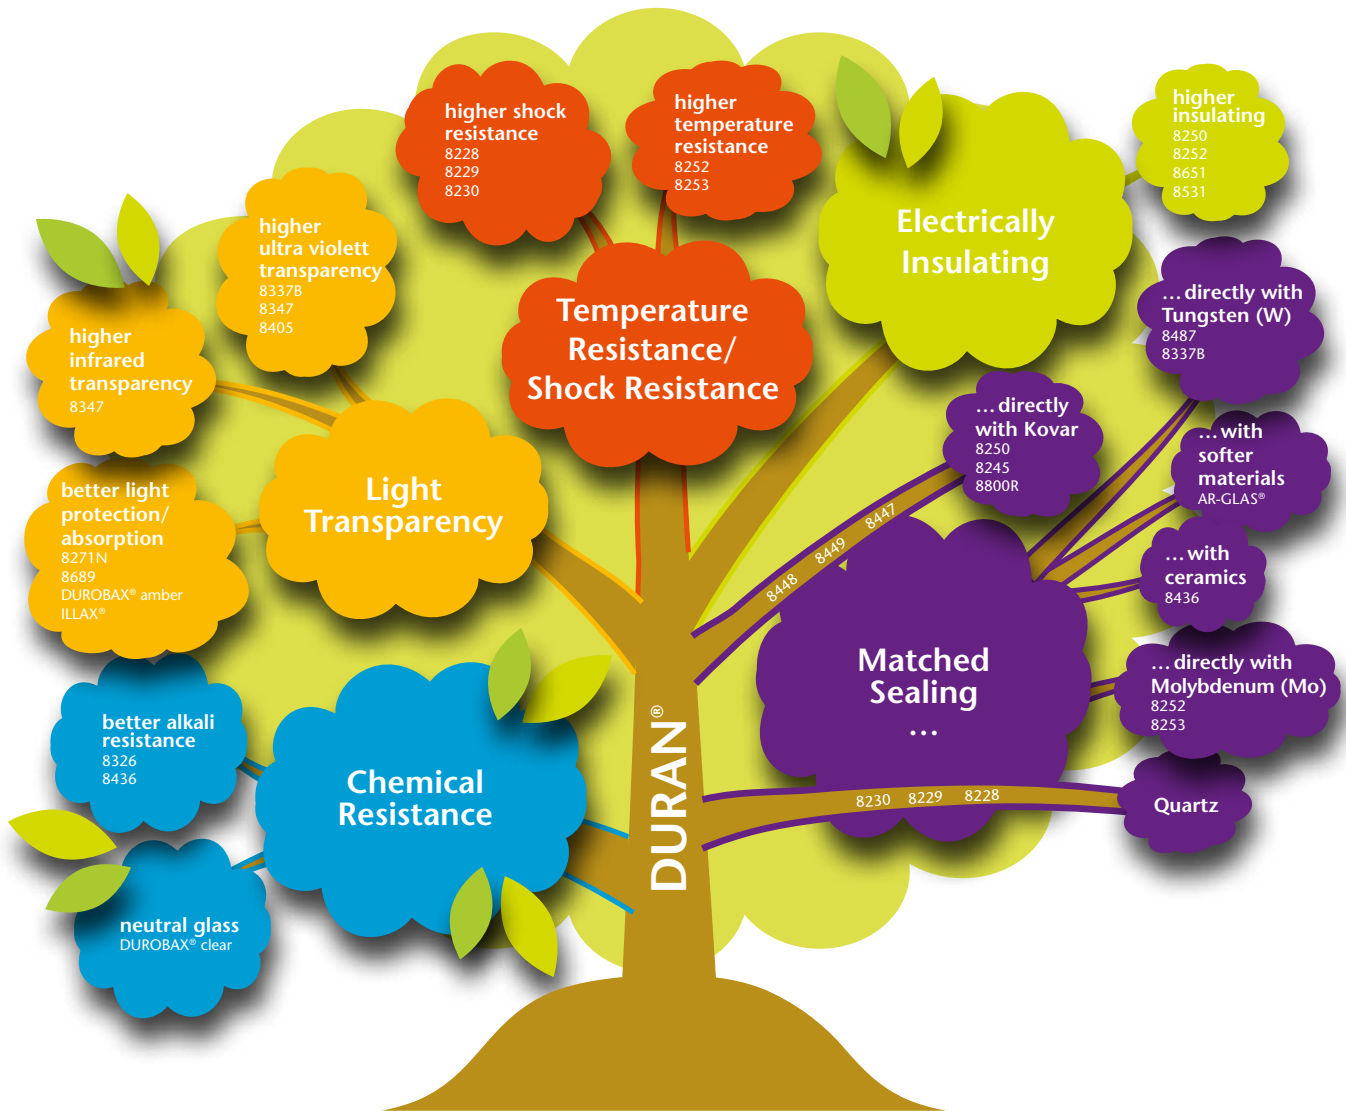 higher shock
resistance
8228
8229
8230
higher
temperature
resistance
8252
8253
higher
insulating
8250
8252
8651
8531
Electrically
Insulating
higher
ultra violett
transparency
8337B
8347
8405
higher
infrared
transparency
8347
Temperature
Resistance/
Shock Resistance
... directly with
Tungsten (W)
8487
8337B
... directly
with Kovar
8250
8245
8800R
... with
softer
materials
AR-GLAS®
better light
protection/
absorption
8271N
8689
DUROBAX® amber
ILLAX®
Light
Transparency
8448 8449 8447
... with
ceramics
8436
Matched
Sealing
...
... directly with
Molybdenum (Mo)
8252
8253
better alkali
resistance
8326
8436
Chemical
Resistance
DURAN®
8230 8229 8228
Quartz
neutral glass
DUROBAX® clear